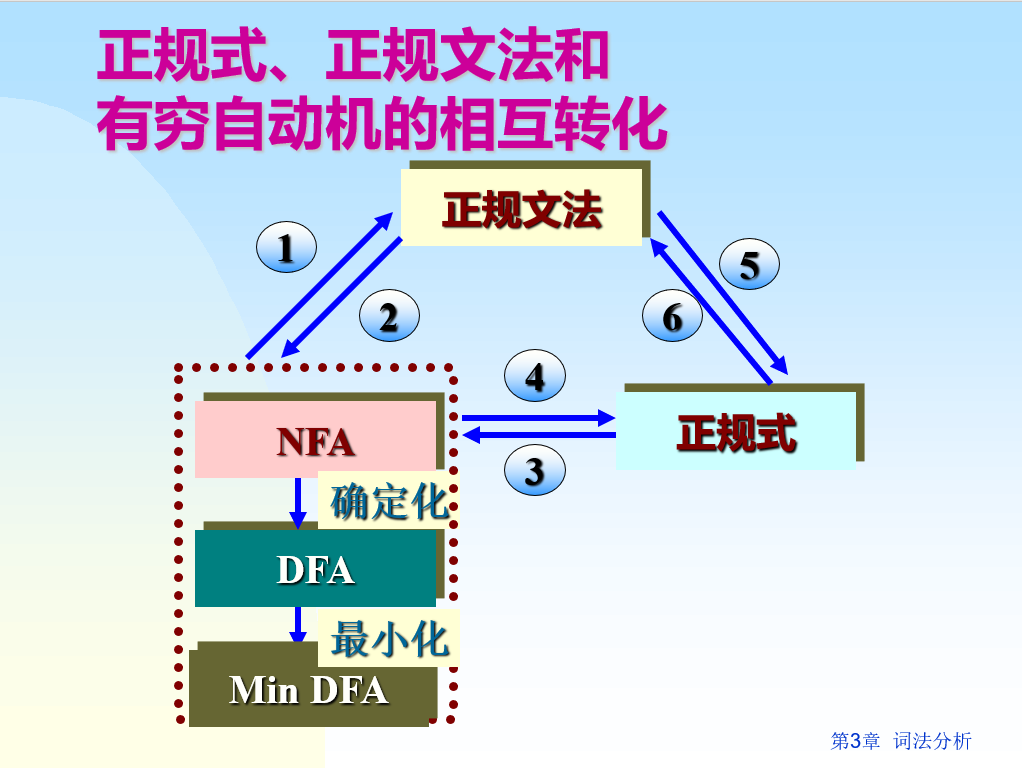 正规式、正规文法和
有穷自动机的相互转化
正规文法
1
5
2
6
4
NFA
正规式
3
确定化
DFA
最小化
Min DFA
第3章 词法分析